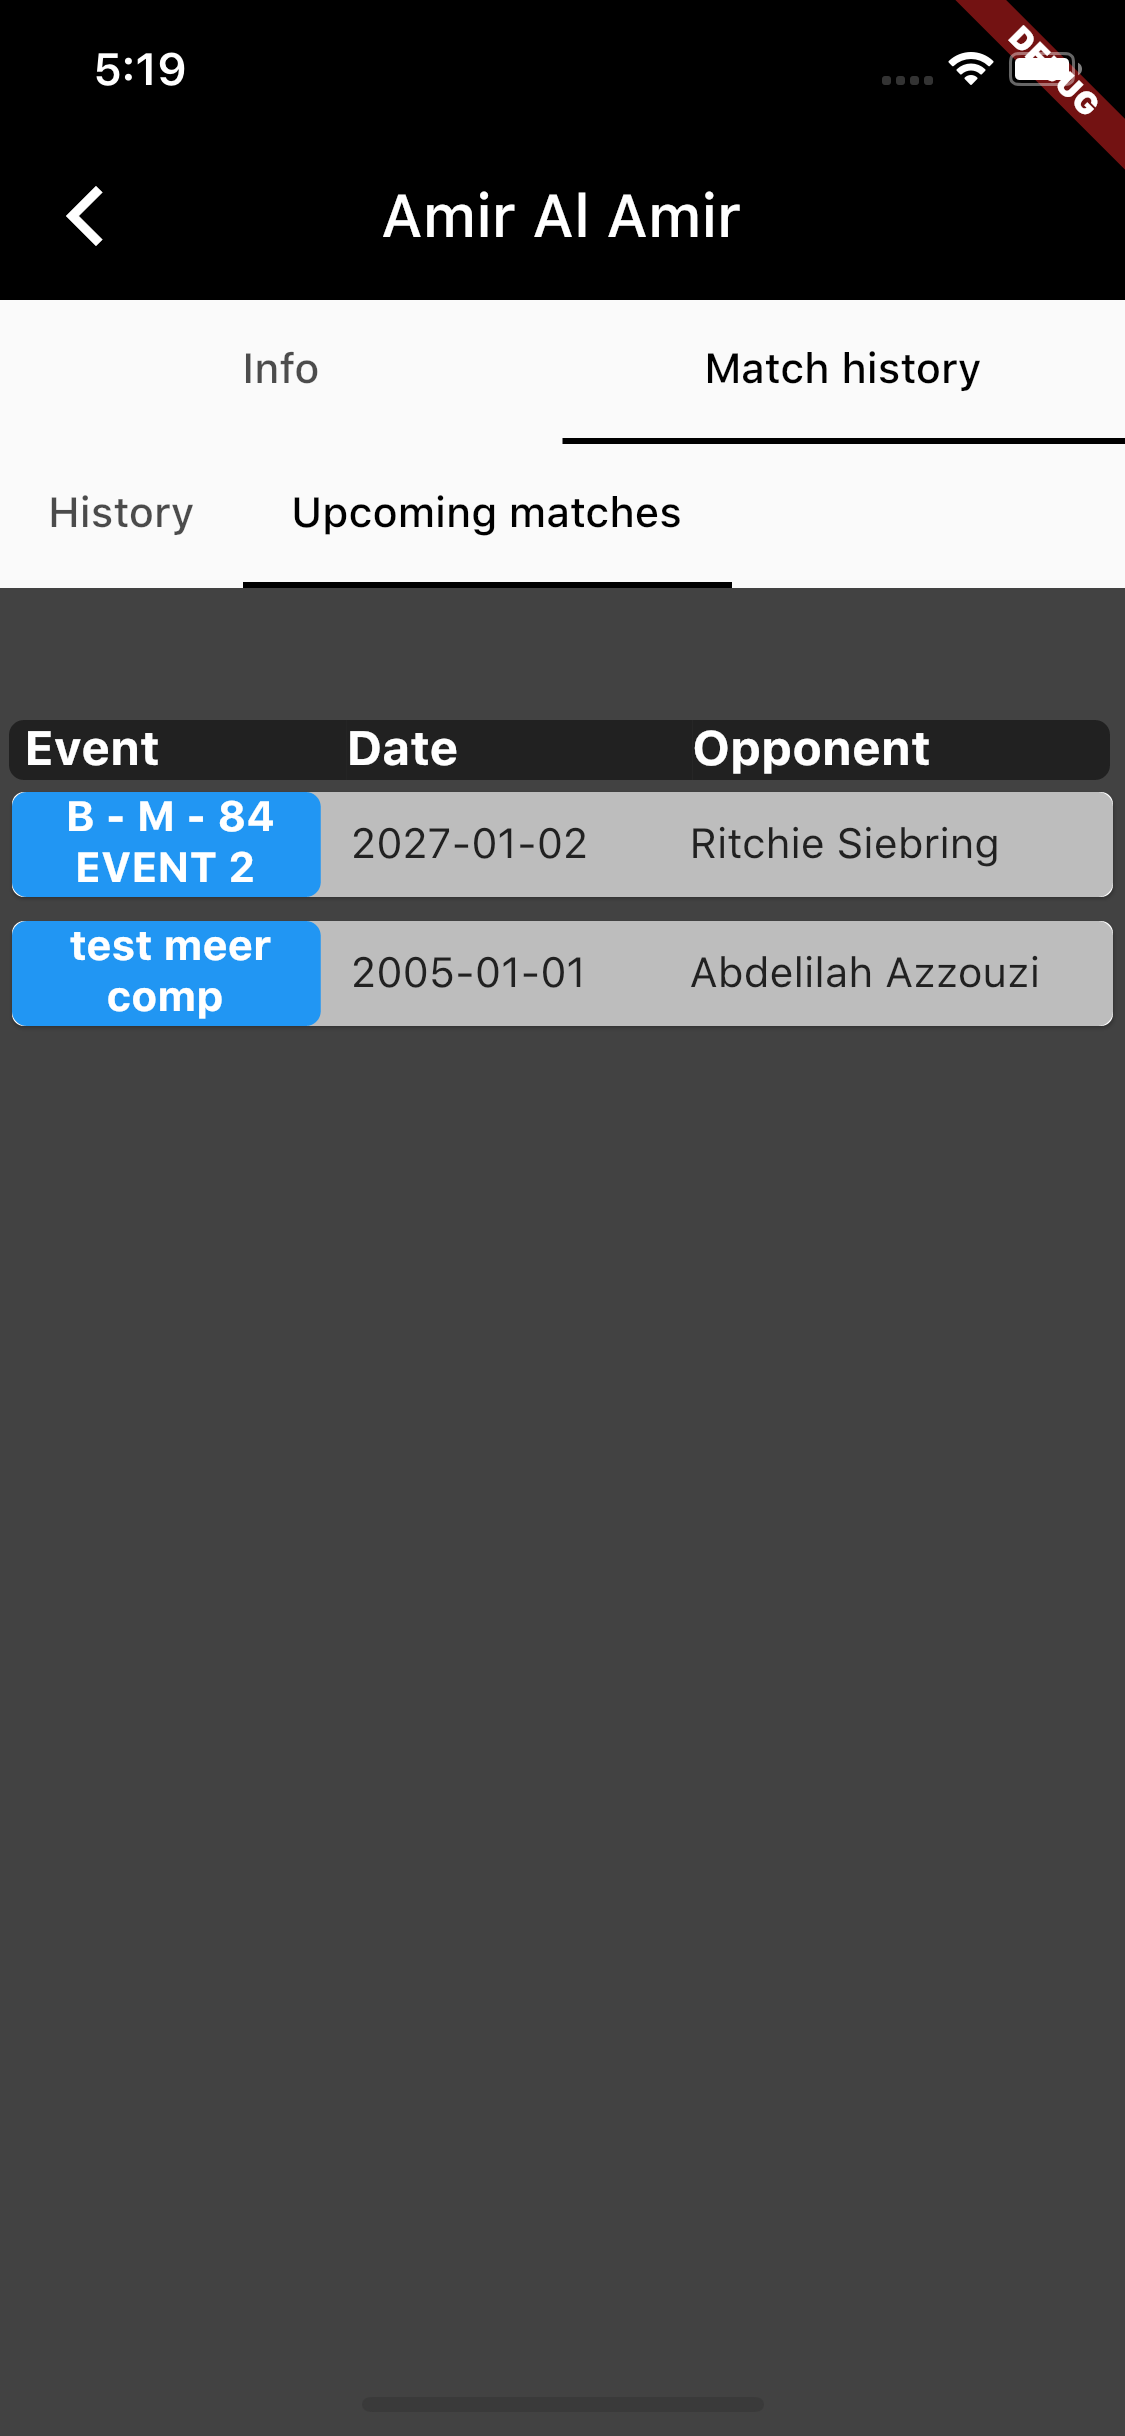 5:19
DEBUG
Amir Al Amir
Info
Match history
History
Upcoming matches
Event Date Opponent
B - M - 84
EVENT 2
2027-01-02
Ritchie Siebring
test meer
comp
2005-01-01
Abdelilah Azzouzi